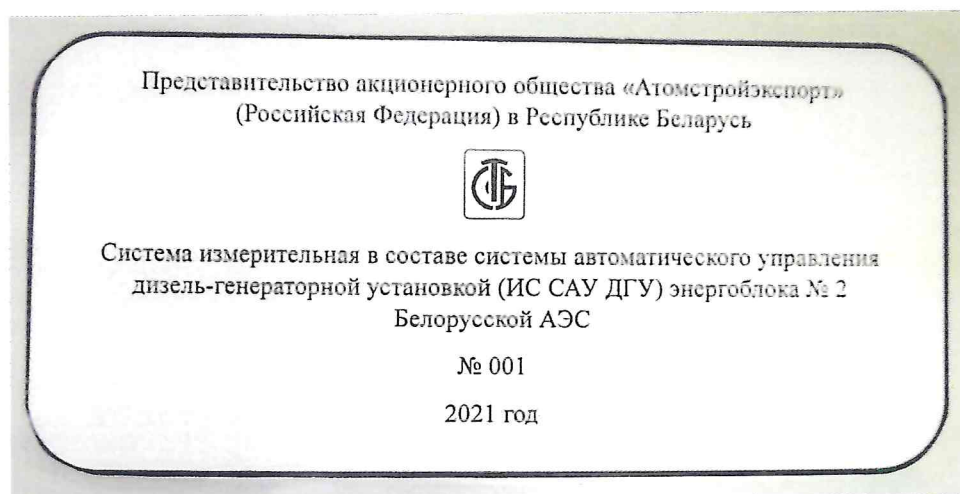 Представительство акционерного общества «Атомстройэкспорт»
(Российская Федерация) в Республике Беларусь
СТБ
Система измерительная в составе системы автоматического управления
дизель-генераторной установкой (ИС САУ ДГУ) энергоблока № 2
Белорусской АЭС
№ 001
2021 год